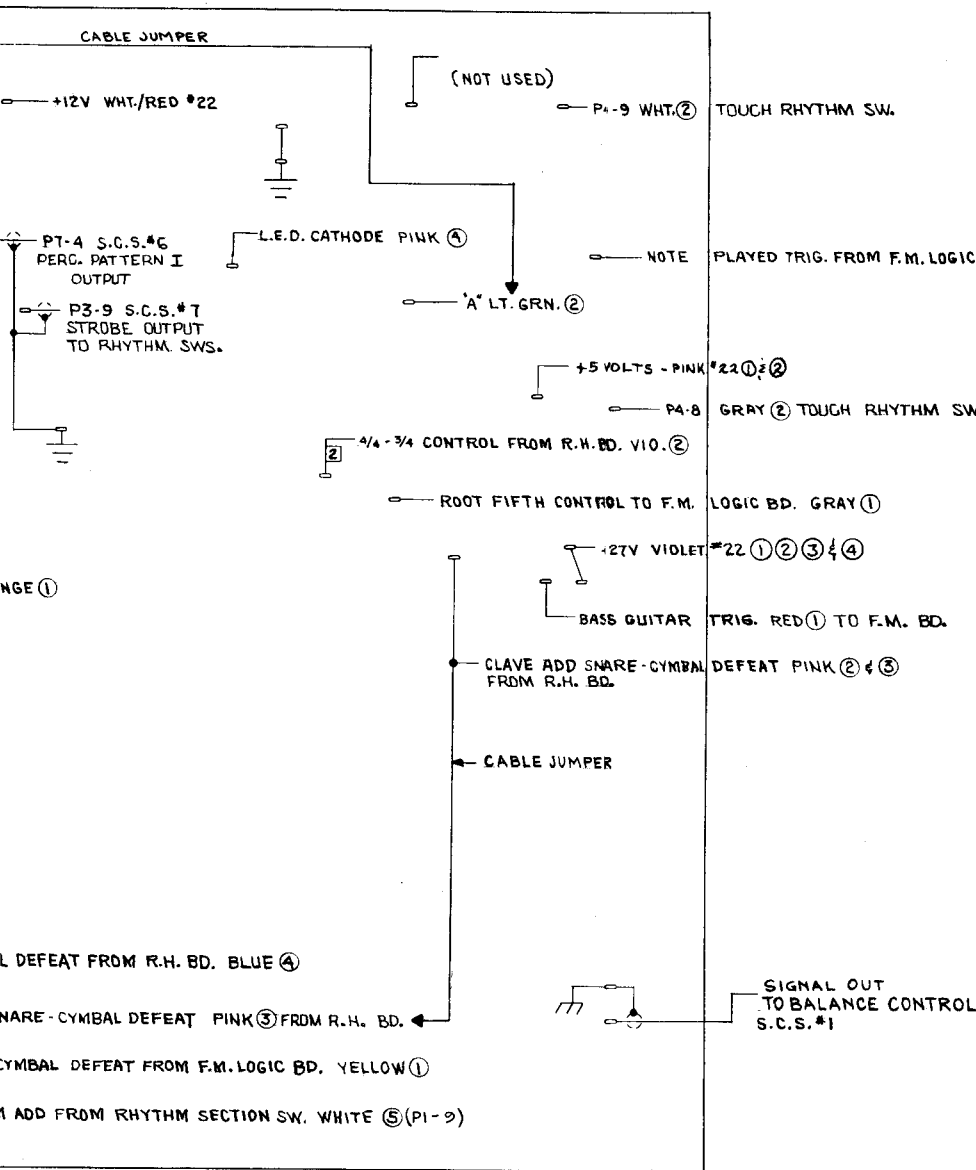 CABLE JUMPER
(NOT USED)
+12V WHT./RED #22
P4-9 WHT.② TOUCH RHYTHM SW.
P7-4 S.C.S.#6
PERC. PATTERN I
OUTPUT
L.E.D. CATHODE PINK ④
NOTE PLAYED TRIG. FROM F.M. LOGIC
"A" LT. GRN. ②
P3-9 S.C.S.#7
STROBE OUTPUT
TO RHYTHM SWS.
+5 VOLTS - PINK #22 ① & ②
P4-8 GRAY ② TOUCH RHYTHM SW
4/4 - 3/4 CONTROL FROM R.H. BD. VIO. ②
2
ROOT FIFTH CONTROL TO F.M. LOGIC BD. GRAY ①
+27V VIOLET #22 ① ② ③ & ④
NGE ①
BASS GUITAR TRIG. RED ① TO F.M. BD.
CLAVE ADD SNARE - CYMBAL DEFEAT PINK ② & ③
FROM R.H. BD.
CABLE JUMPER
L DEFEAT FROM R.H. BD. BLUE ④
SIGNAL OUT
TO BALANCE CONTROL
S.C.S.#1
NARE - CYMBAL DEFEAT PINK ③ FROM R.H. BD.
CYMBAL DEFEAT FROM F.M. LOGIC BD. YELLOW ①
M ADD FROM RHYTHM SECTION SW. WHITE ⑤ (P1-9)